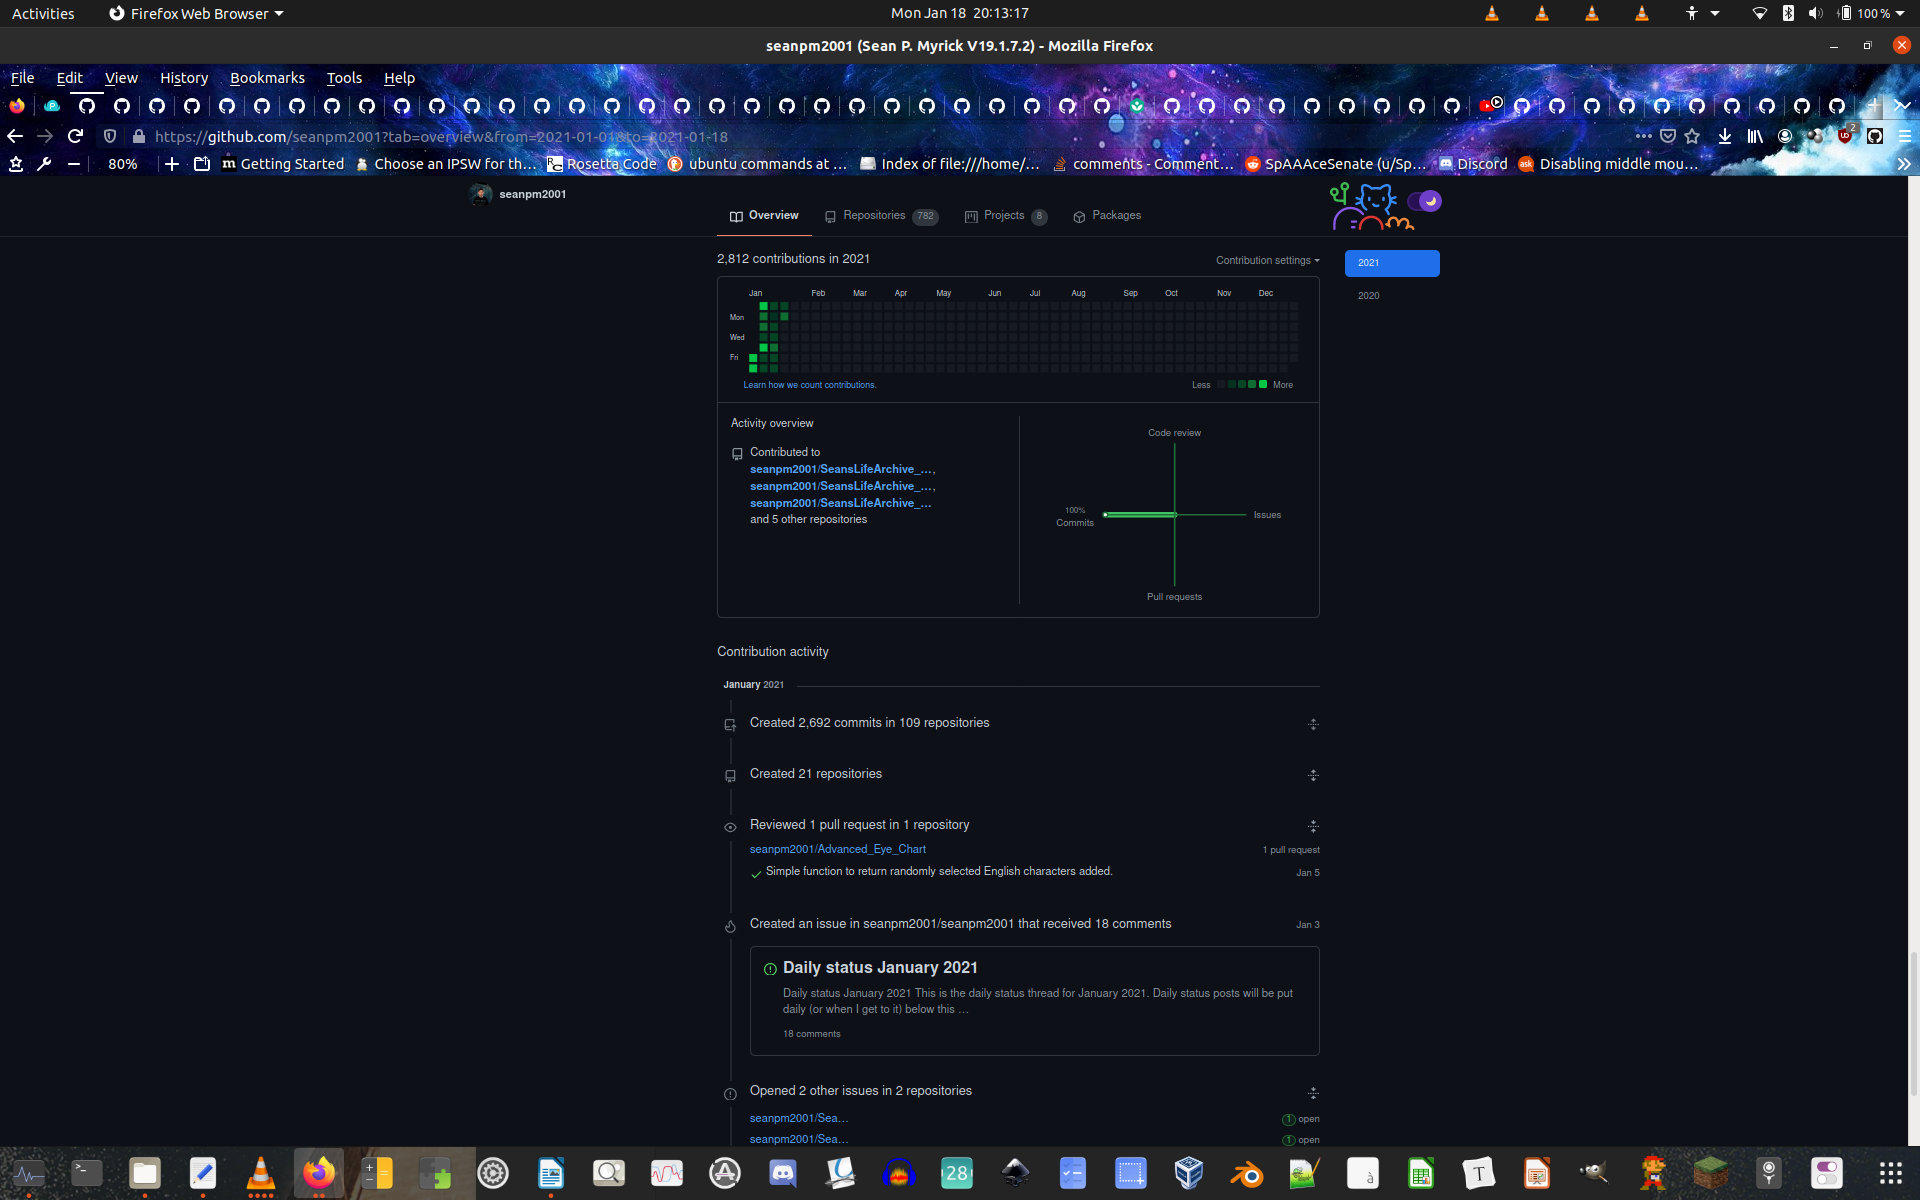 Activities
Firefox Web Browser
Mon Jan 18 20:13:17
100 %
seanpm2001 (Sean P. Myrick V19.1.7.2) - Mozilla Firefox
File Edit View History Bookmarks Tools Help
https://github.com/seanpm2001?tab=overview&from=2021-01-01&to=2021-01-18
2
80%
Getting Started
Choose an IPSW for th…
Rosetta Code
ubuntu commands at …
Index of file:///home/…
comments - Comment…
SpAAAceSenate (u/Sp…
Discord
Disabling middle mou…
seanpm2001
Overview
Repositories 782
Projects 8
Packages
2,812 contributions in 2021
Contribution settings
2021
2020
Jan Feb Mar Apr May Jun Jul Aug Sep Oct Nov Dec
Mon
Wed
Fri
Learn how we count contributions.
Less
More
Activity overview
Contributed to
seanpm2001/SeansLifeArchive_…,
seanpm2001/SeansLifeArchive_…,
seanpm2001/SeansLifeArchive_…
and 5 other repositories
Code review
100%
Commits
Issues
Pull requests
Contribution activity
January 2021
Created 2,692 commits in 109 repositories
Created 21 repositories
Reviewed 1 pull request in 1 repository
seanpm2001/Advanced_Eye_Chart
1 pull request
Simple function to return randomly selected English characters added.
Jan 5
Created an issue in seanpm2001/seanpm2001 that received 18 comments
Jan 3
Daily status January 2021
Daily status January 2021 This is the daily status thread for January 2021. Daily status posts will be put
daily (or when I get to it) below this …
18 comments
Opened 2 other issues in 2 repositories
seanpm2001/Sea…
1 open
seanpm2001/Sea…
1 open
28